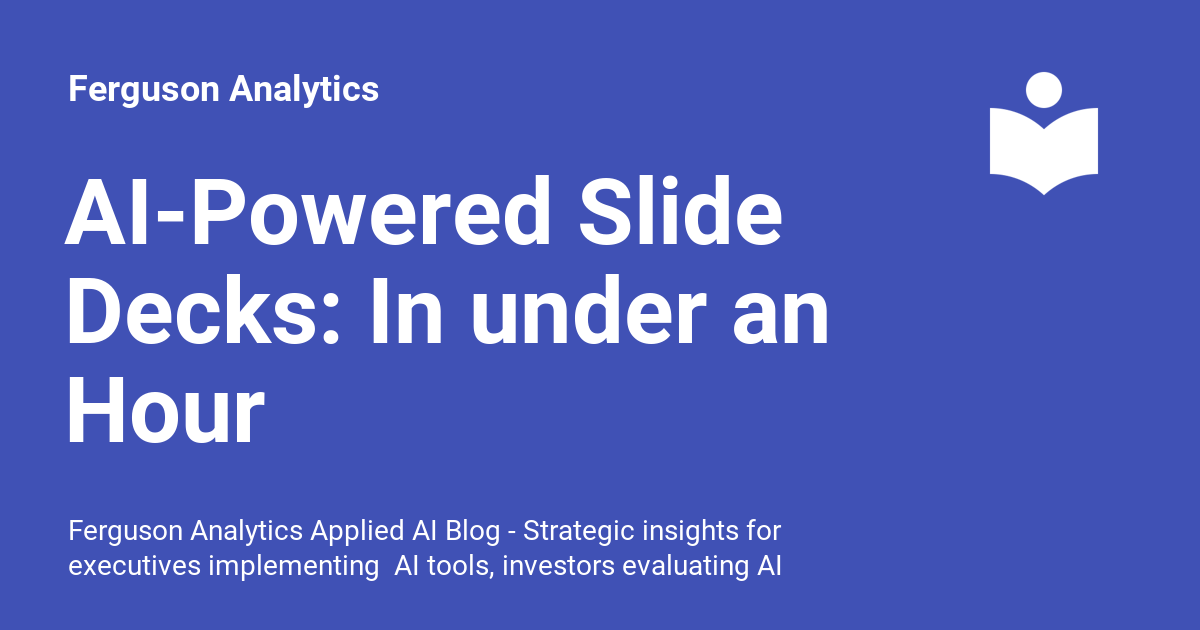 Ferguson Analytics
AI-Powered Slide
Decks: In under an
Hour
Ferguson Analytics Applied AI Blog - Strategic insights for
executives implementing  AI tools, investors evaluating AI